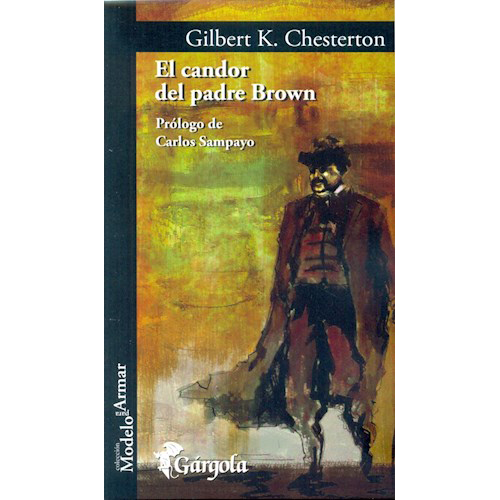 Gilbert K. Chesterton
El candor
del padre Brown
Prólogo de
Carlos Sampayo
colección
Modelo para Armar
Gárgola